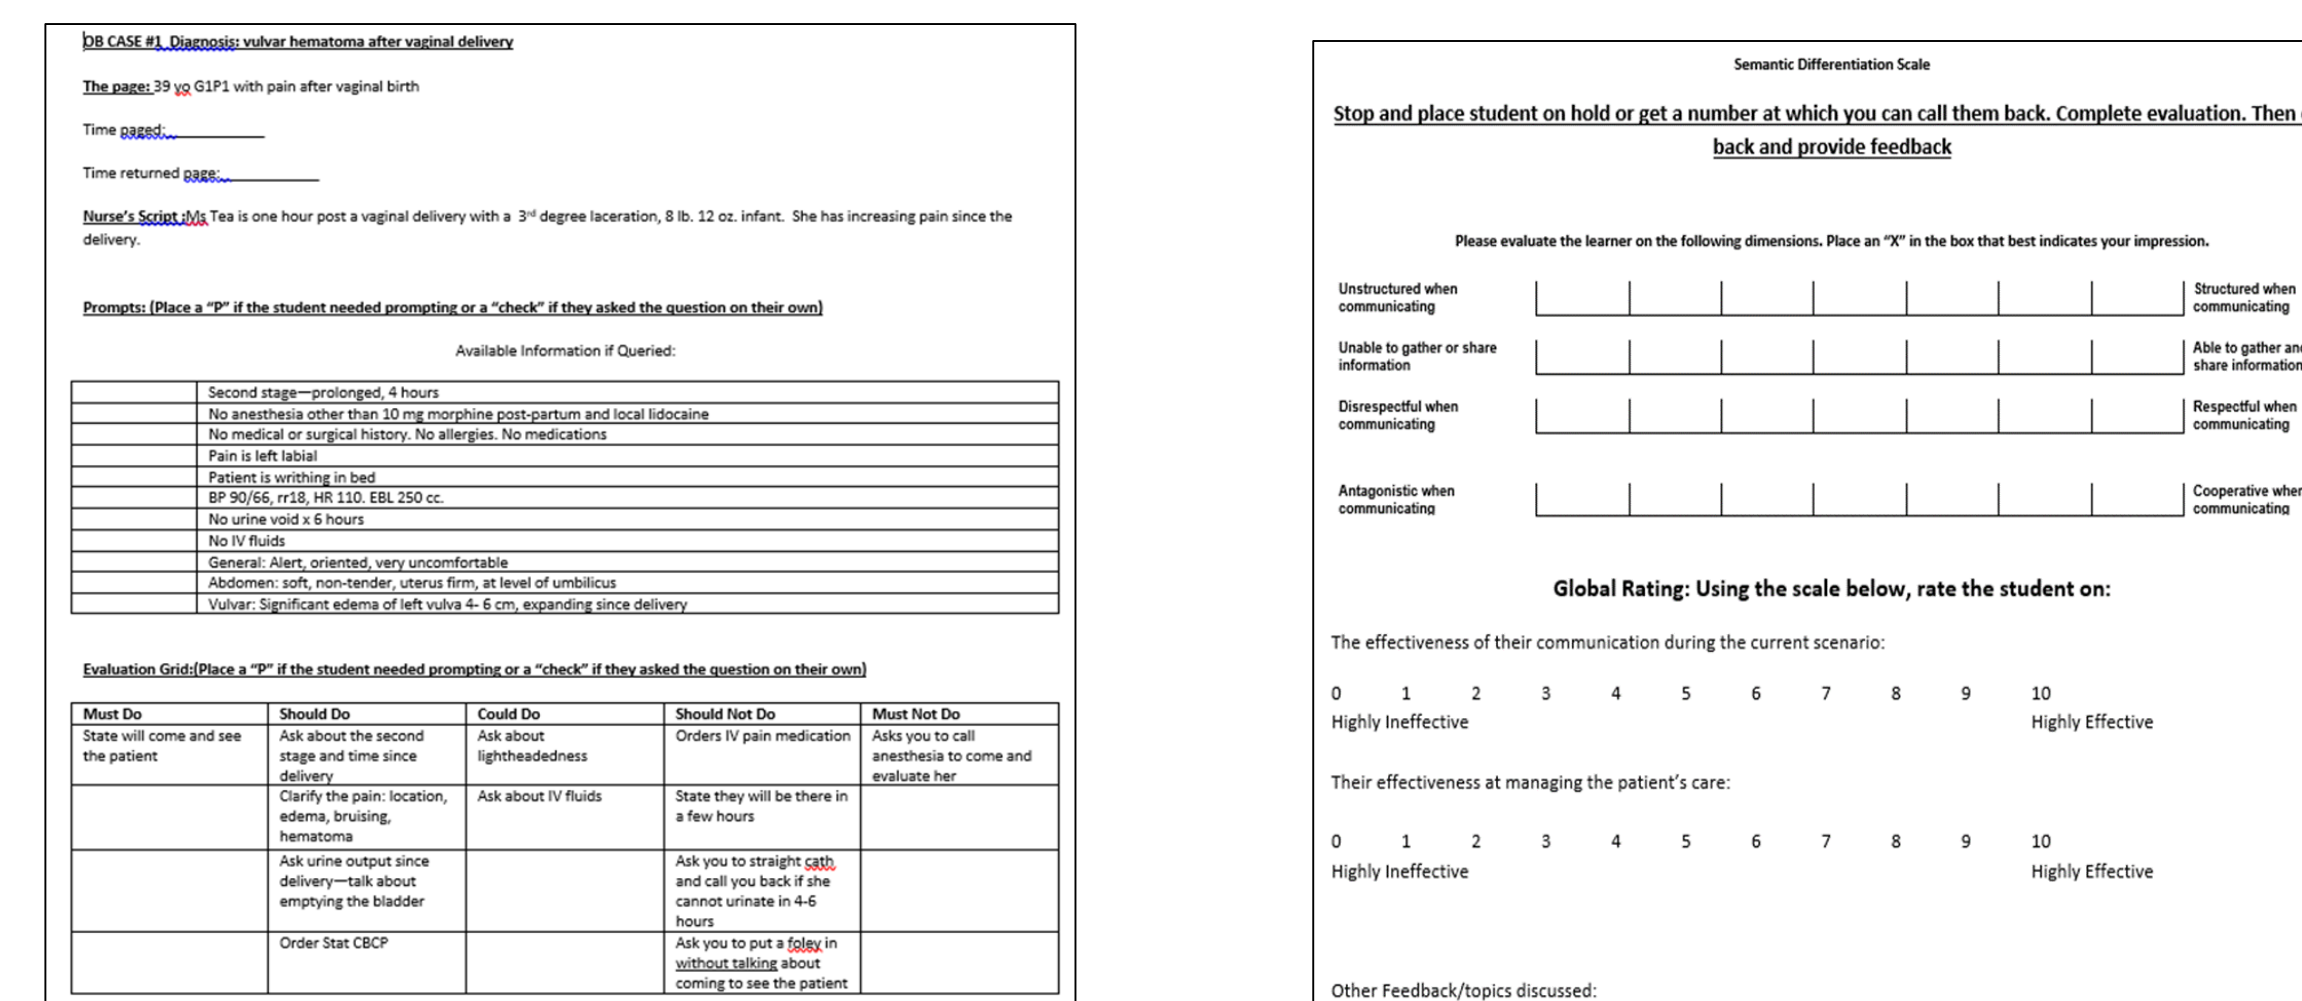 OB CASE #1 Diagnosis: vulvar hematoma after vaginal delivery
The page: 39 yo G1P1 with pain after vaginal birth
Time paged:____________
Time returned page:____________
Nurse's Script :Ms Tea is one hour post a vaginal delivery with a 3rd degree laceration, 8 lb. 12 oz. infant. She has increasing pain since the
delivery.
Prompts: (Place a "P" if the student needed prompting or a "check" if they asked the question on their own)
Available Information if Queried:
Second stage—prolonged, 4 hours
No anesthesia other than 10 mg morphine post-partum and local lidocaine
No medical or surgical history. No allergies. No medications
Pain is left labial
Patient is writhing in bed
BP 90/66, rr18, HR 110. EBL 250 cc.
No urine void x 6 hours
No IV fluids
General: Alert, oriented, very uncomfortable
Abdomen: soft, non-tender, uterus firm, at level of umbilicus
Vulvar: Significant edema of left vulva 4- 6 cm, expanding since delivery
Evaluation Grid:(Place a "P" if the student needed prompting or a "check" if they asked the question on their own)
Must Do
Should Do
Could Do
Should Not Do
Must Not Do
State will come and see
the patient
Ask about the second
stage and time since
delivery
Ask about
lightheadedness
Orders IV pain medication
Asks you to call
anesthesia to come and
evaluate her
Clarify the pain: location,
edema, bruising,
hematoma
Ask about IV fluids
State they will be there in
a few hours
Ask urine output since
delivery—talk about
emptying the bladder
Ask you to straight cath
and call you back if she
cannot urinate in 4-6
hours
Order Stat CBCP
Ask you to put a foley in
without talking about
coming to see the patient
Semantic Differentiation Scale
Stop and place student on hold or get a number at which you can call them back. Complete evaluation. Then
back and provide feedback
Please evaluate the learner on the following dimensions. Place an "X" in the box that best indicates your impression.
Unstructured when
communicating
Structured when
communicating
Unable to gather or share
information
Able to gather and
share information
Disrespectful when
communicating
Respectful when
communicating
Antagonistic when
communicating
Cooperative when
communicating
Global Rating: Using the scale below, rate the student on:
The effectiveness of their communication during the current scenario:
0 1 2 3 4 5 6 7 8 9 10
Highly Ineffective Highly Effective
Their effectiveness at managing the patient's care:
0 1 2 3 4 5 6 7 8 9 10
Highly Ineffective Highly Effective
Other Feedback/topics discussed: